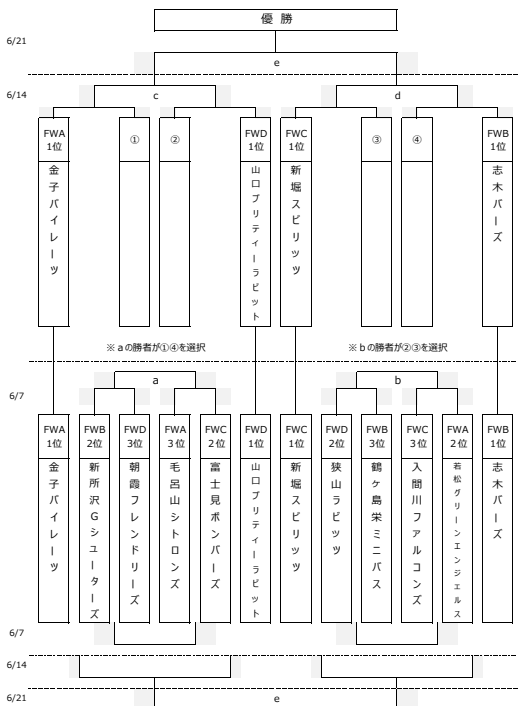 優 勝
6/21
e
6/14
c
d
FWA
1位
金子パイレーツ
①
②
FWD
1位
山口プリティーラビット
FWC
1位
新堀スピリッツ
③
④
FWB
1位
志木バーズ
※ａの勝者が①④を選択
※ｂの勝者が②③を選択
6/7
a
b
FWA
1位
金子パイレーツ
FWB
2位
新所沢Gシューターズ
FWD
3位
朝霞フレンドリーズ
FWA
3位
毛呂山シトロンズ
FWC
2位
富士見ボンバーズ
FWD
1位
山口プリティーラビット
FWC
1位
新堀スピリッツ
FWD
2位
狭山ラビッツ
FWB
3位
鶴ヶ島栄ミニバス
FWC
3位
入間川ファルコンズ
FWA
2位
若松グリーンエンジェルス
FWB
1位
志木バーズ
6/7
6/14
6/21
e